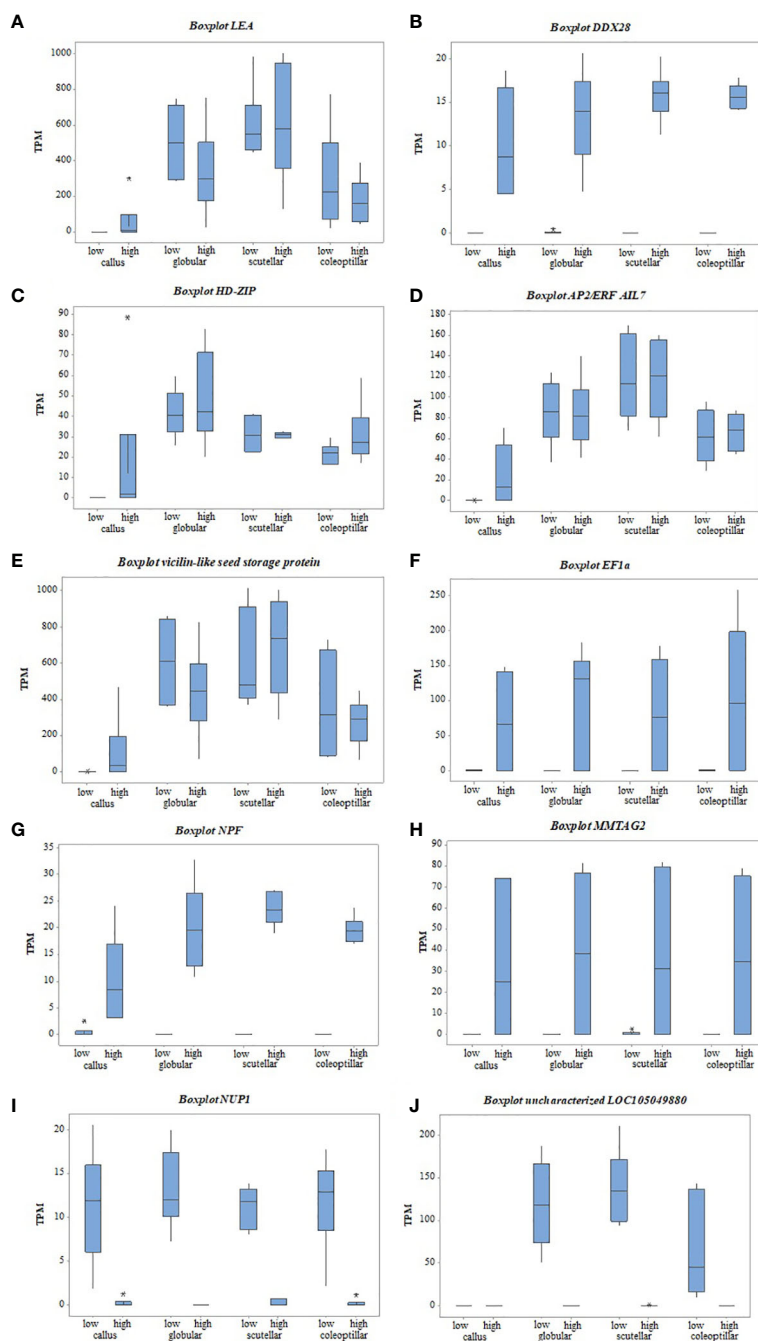 A
Boxplot LEA
TPM
1000
800
600
400
200
0
low high low high low high low high
callus globular scutellar coleoptillar
B
Boxplot DDX28
TPM
20
15
10
5
0
low high low high low high low high
callus globular scutellar coleoptillar
C
Boxplot HD-ZIP
TPM
90
80
70
60
50
40
30
20
10
0
low high low high low high low high
callus globular scutellar coleoptillar
D
Boxplot AP2/ERF AIL7
TPM
180
160
140
120
100
80
60
40
20
0
low high low high low high low high
callus globular scutellar coleoptillar
E
Boxplot vicilin-like seed storage protein
TPM
1000
800
600
400
200
0
low high low high low high low high
callus globular scutellar coleoptillar
F
Boxplot EF1a
TPM
250
200
150
100
50
0
low high low high low high low high
callus globular scutellar coleoptillar
G
Boxplot NPF
TPM
35
30
25
20
15
10
5
0
low high low high low high low high
callus globular scutellar coleoptillar
H
Boxplot MMTAG2
TPM
90
80
70
60
50
40
30
20
10
0
low high low high low high low high
callus globular scutellar coleoptillar
I
Boxplot NUP1
TPM
20
15
10
5
0
low high low high low high low high
callus globular scutellar coleoptillar
J
Boxplot uncharacterized LOC105049880
TPM
200
150
100
50
0
low high low high low high low high
callus globular scutellar coleoptillar